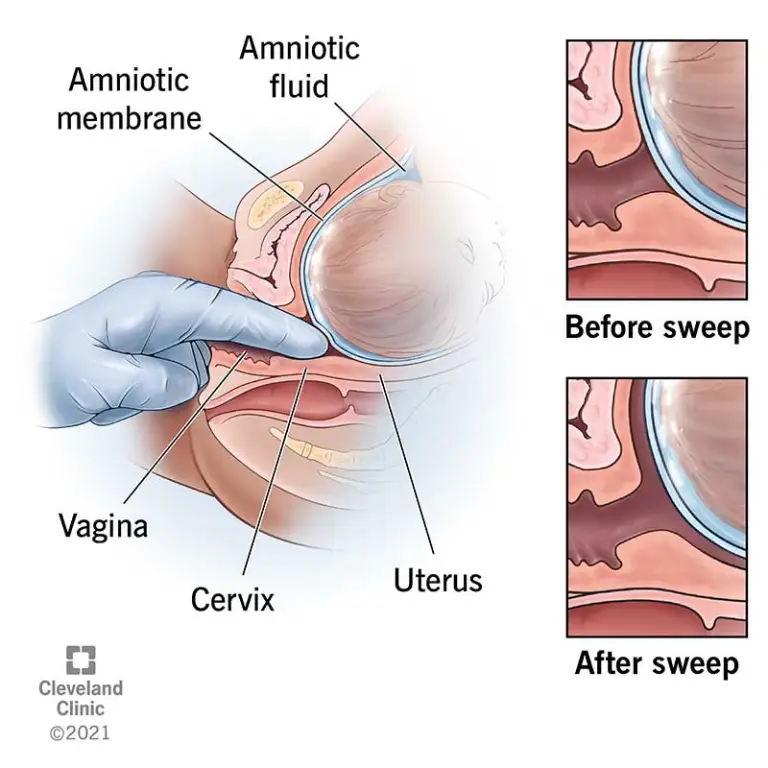 Amniotic
fluid
Amniotic
membrane
Before sweep
Vagina
Cervix
Uterus
After sweep
Cleveland
Clinic
©2021